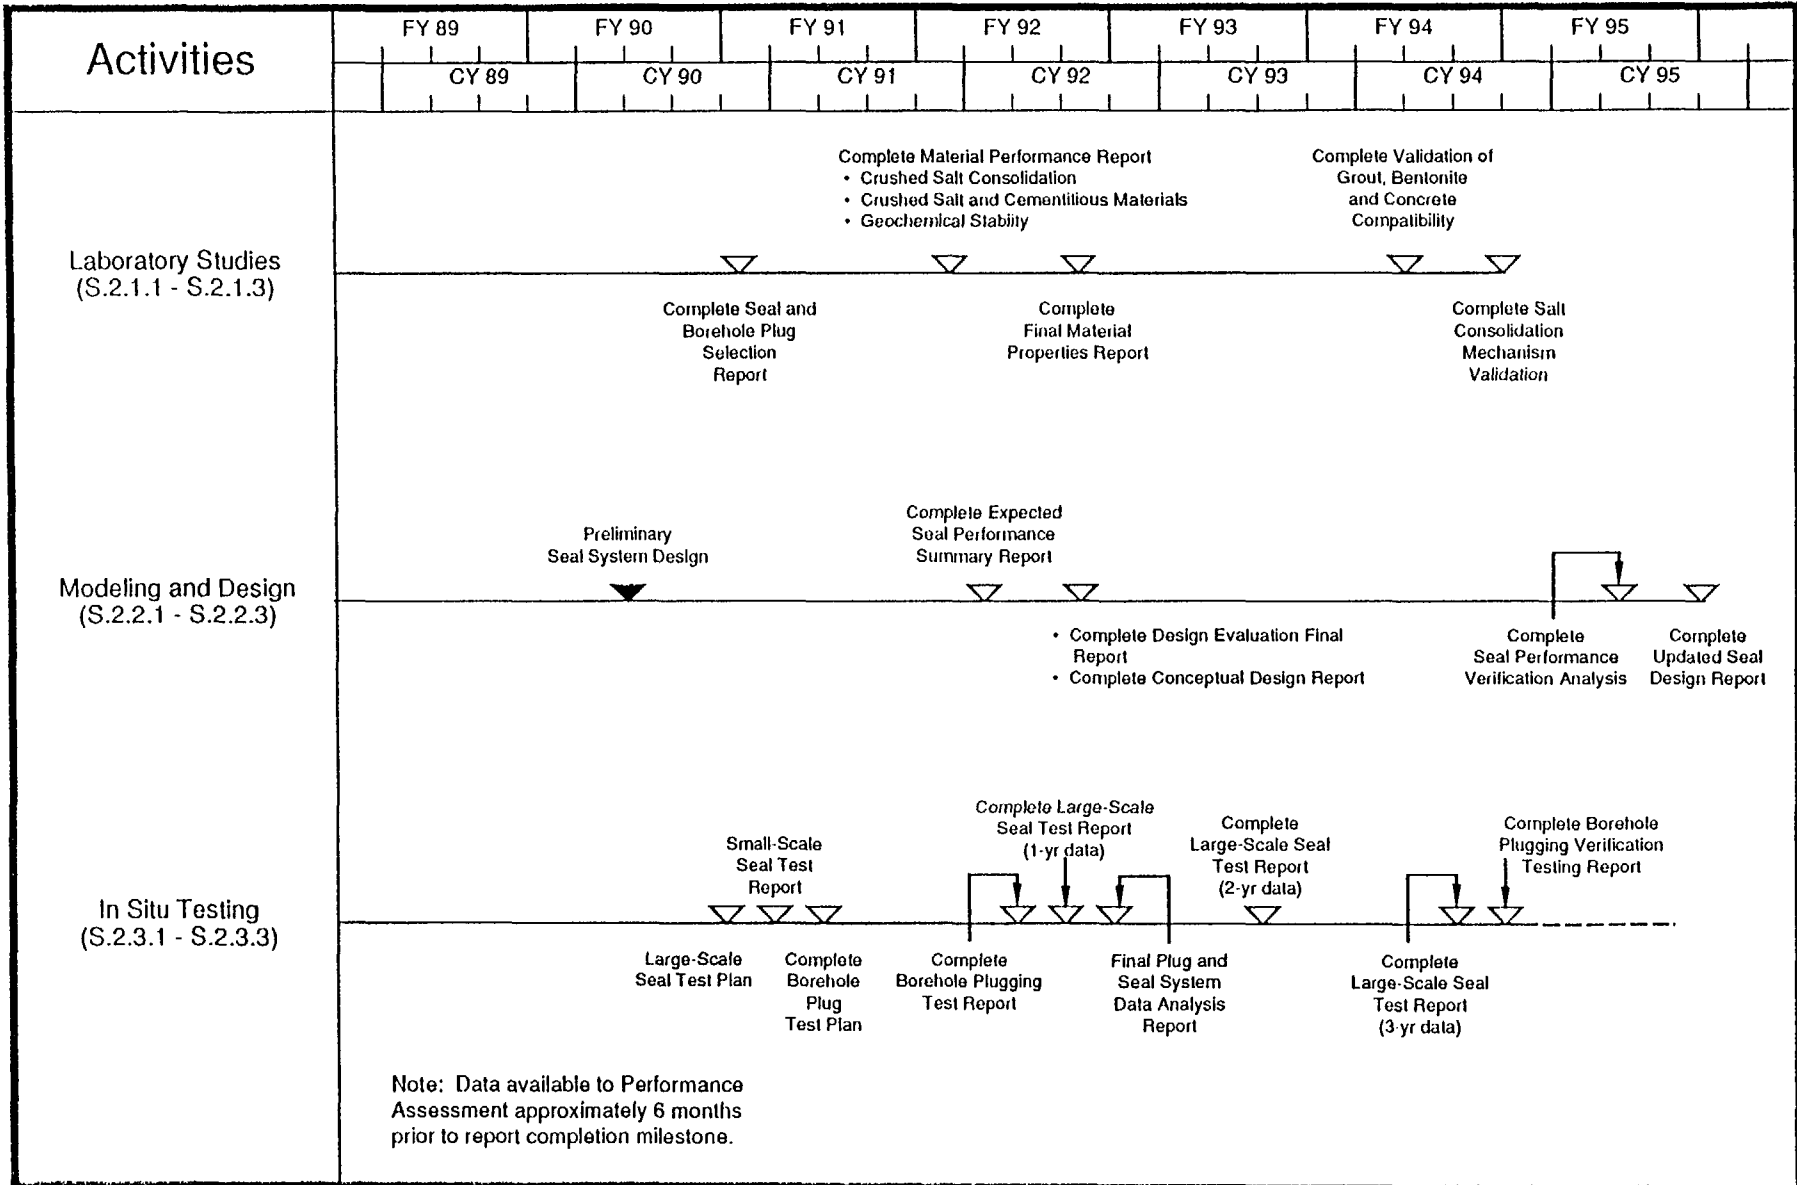 Activities
FY 89 FY 90 FY 91 FY 92 FY 93 FY 94 FY 95
CY 89 CY 90 CY 91 CY 92 CY 93 CY 94 CY 95
Laboratory Studies
(S.2.1.1 - S.2.1.3)
Complete Material Performance Report
• Crushed Salt Consolidation
• Crushed Salt and Cementitious Materials
• Geochemical Stabiity
Complete Validation of
Grout, Bentonite
and Concrete
Compatibility
Complete Seal and
Borehole Plug
Selection
Report
Complete
Final Material
Properties Report
Complete Salt
Consolidation
Mechanism
Validation
Modeling and Design
(S.2.2.1 - S.2.2.3)
Preliminary
Seal System Design
Complete Expected
Seal Performance
Summary Report
• Complete Design Evaluation Final
Report
• Complete Conceptual Design Report
Complete
Seal Performance
Verification Analysis
Complete
Updated Seal
Design Report
In Situ Testing
(S.2.3.1 - S.2.3.3)
Small-Scale
Seal Test
Report
Complete Large-Scale
Seal Test Report
(1-yr data)
Complete
Large-Scale Seal
Test Report
(2-yr data)
Complete Borehole
Plugging Verification
Testing Report
Large-Scale
Seal Test Plan
Complete
Borehole
Plug
Test Plan
Complete
Borehole Plugging
Test Report
Final Plug and
Seal System
Data Analysis
Report
Complete
Large-Scale Seal
Test Report
(3-yr data)
Note: Data available to Performance
Assessment approximately 6 months
prior to report completion milestone.